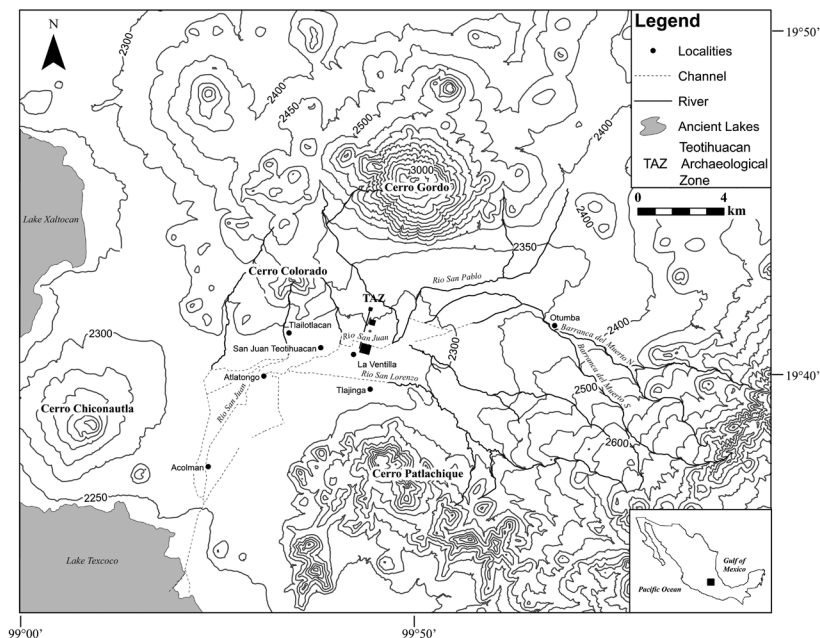 N
2300
2400
2450
2500
3000
Cerro Gordo
2400
2400
2350
Legend
Localities
Channel
River
Ancient Lakes
Teotihuacan
TAZ Archaeological
Zone
0 4
km
19°50'
Lake Xaltocan
Cerro Colorado
Rio San Pablo
TAZ
Tlailotlacan
Rio San Juan
San Juan Teotihuacan
La Ventilla
2300
Otumba
Barranca del Muerto N
2400
Barranca del Muerto S
2500
2600
2300
Atlatongo
Rio San Lorenzo
Tlajinga
Rio San Juan
19°40'
Cerro Chiconautla
Acolman
Cerro Patlachique
2250
Lake Texcoco
Gulf of
Mexico
Pacific Ocean
99°00'
99°50'